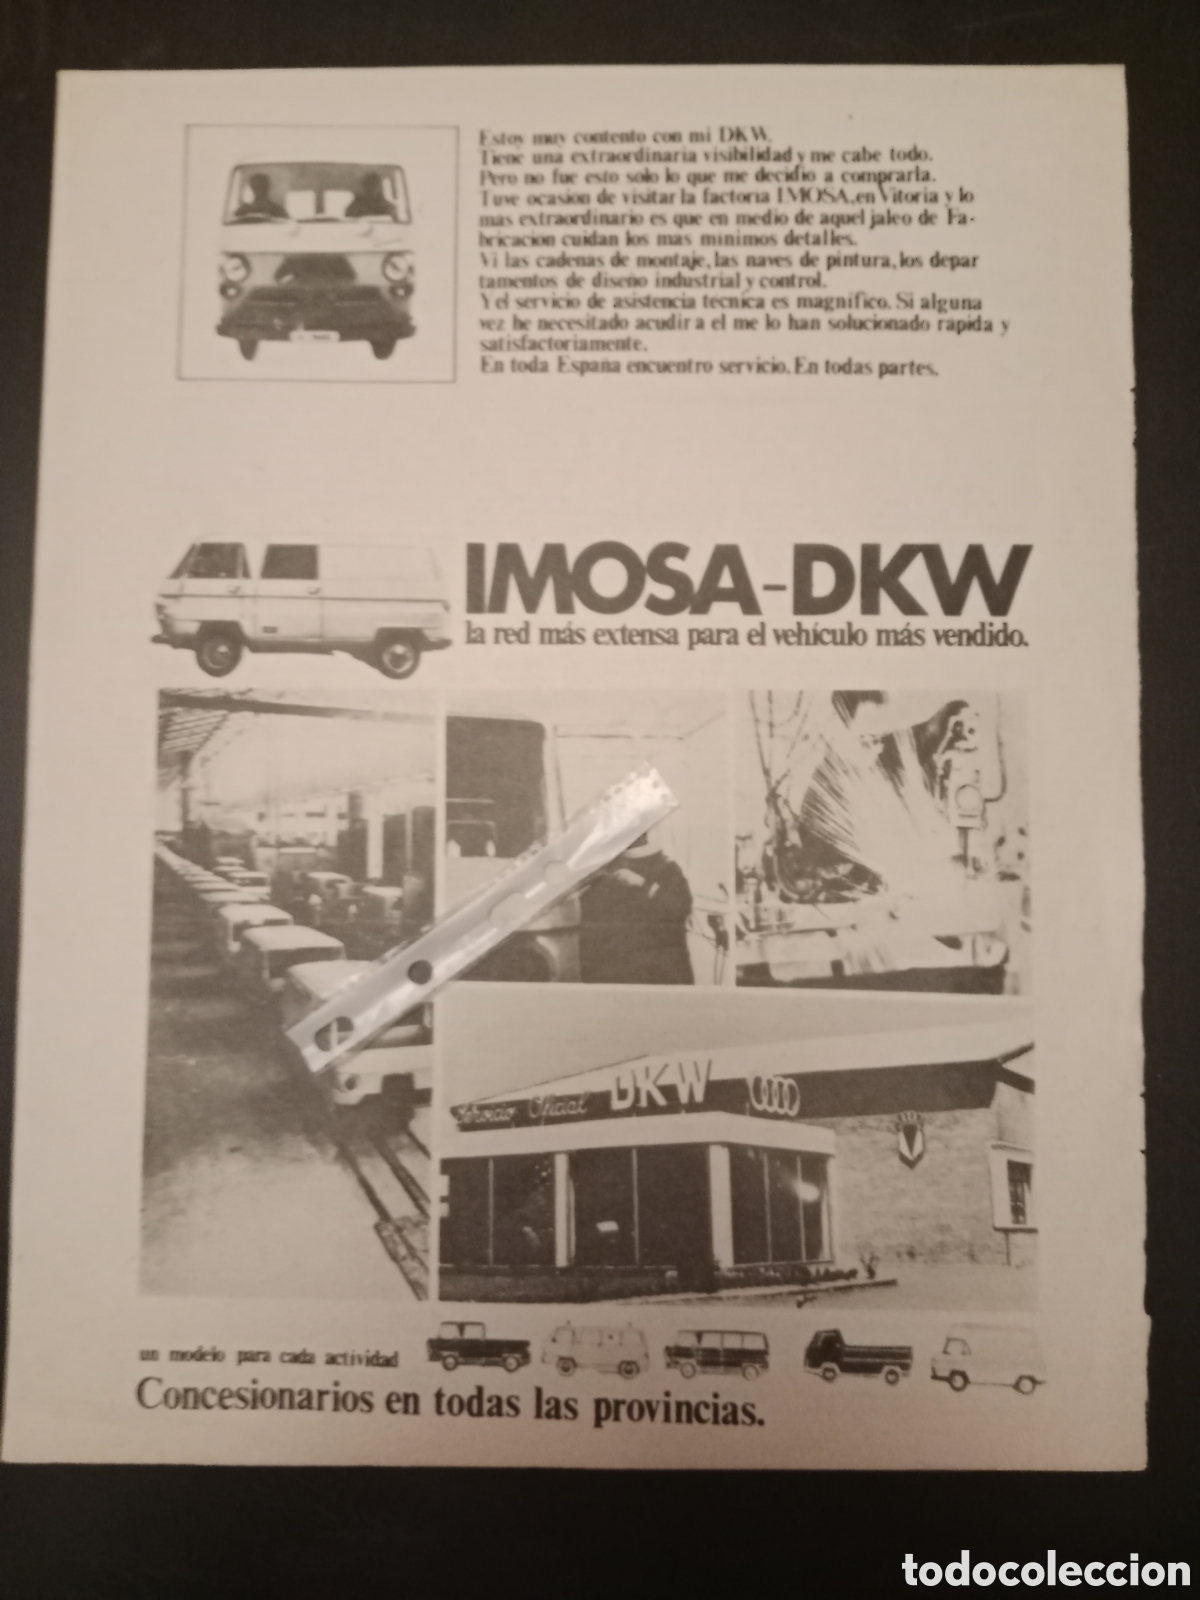 Estoy muy contento con mi DKW.
Tiene una extraordinaria visibilidad y me cabe todo.
Pero no fue esto solo lo que me decidio a comprarla.
Tuve ocasion de visitar la factoria IMOSA, en Vitoria y lo
mas extraordinario es que en medio de aquel jaleo de Fa-
bricacion cuidan los mas minimos detalles.
Vi las cadenas de montaje, las naves de pintura, los depar
tamentos de diseño industrial y control.
Y el servicio de asistencia tecnica es magnifico. Si alguna
vez he necesitado acudir a el me lo han solucionado rapida y
satisfactoriamente.
En toda España encuentro servicio. En todas partes.
IMOSA-DKW
la red más extensa para el vehículo más vendido.
Servicio Oficial DKW
un modelo para cada actividad
Concesionarios en todas las provincias.
todocoleccion